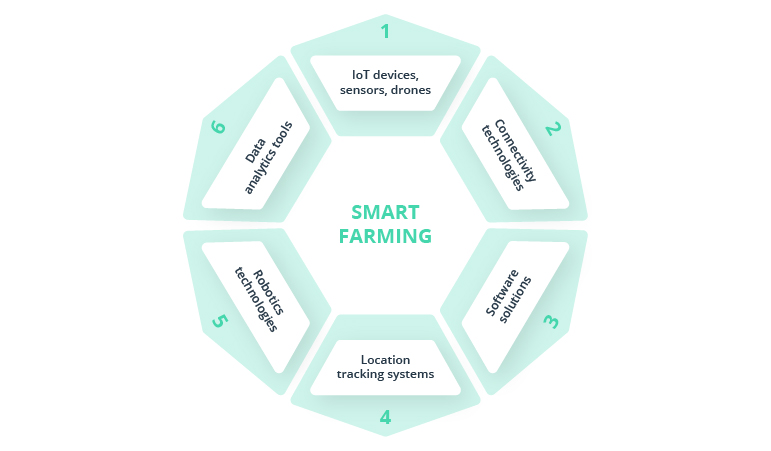 SMART
FARMING
1
IoT devices,
sensors, drones
2
Connectivity
technologies
3
Software
solutions
4
Location
tracking systems
5
Robotics
technologies
6
Data
analytics tools